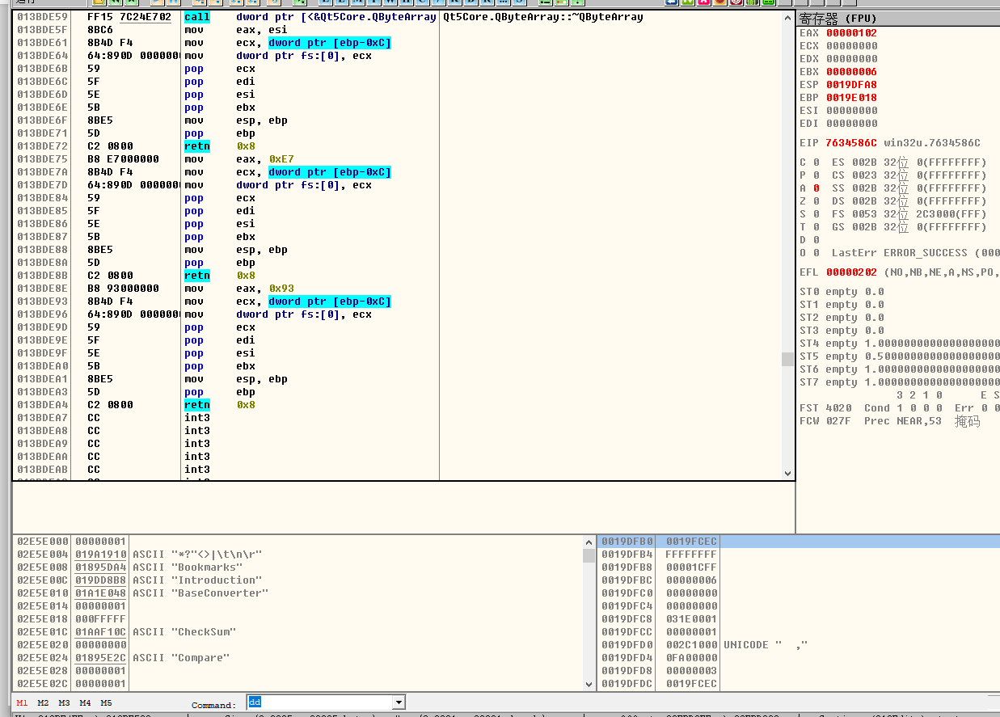 013BDE59 FF15 7C24E702 call dword ptr [<&Qt5Core.QByteArray Qt5Core.QByteArray::~QByteArray
013BDE5F 8BC6 mov eax, esi
013BDE61 8B4D F4 mov ecx, dword ptr [ebp-0xC]
013BDE64 64:890D 0000000 mov dword ptr fs:[0], ecx
013BDE6B 59 pop ecx
013BDE6C 5F pop edi
013BDE6D 5E pop esi
013BDE6E 5B pop ebx
013BDE6F 8BE5 mov esp, ebp
013BDE71 5D pop ebp
013BDE72 C2 0800 retn 0x8
013BDE75 B8 E7000000 mov eax, 0xE7
013BDE7A 8B4D F4 mov ecx, dword ptr [ebp-0xC]
013BDE7D 64:890D 0000000 mov dword ptr fs:[0], ecx
013BDE84 59 pop ecx
013BDE85 5F pop edi
013BDE86 5E pop esi
013BDE87 5B pop ebx
013BDE88 8BE5 mov esp, ebp
013BDE8A 5D pop ebp
013BDE8B C2 0800 retn 0x8
013BDE8E B8 93000000 mov eax, 0x93
013BDE93 8B4D F4 mov ecx, dword ptr [ebp-0xC]
013BDE96 64:890D 0000000 mov dword ptr fs:[0], ecx
013BDE9D 59 pop ecx
013BDE9E 5F pop edi
013BDE9F 5E pop esi
013BDEA0 5B pop ebx
013BDEA1 8BE5 mov esp, ebp
013BDEA3 5D pop ebp
013BDEA4 C2 0800 retn 0x8
013BDEA7 CC int3
013BDEA8 CC int3
013BDEA9 CC int3
013BDEAA CC int3
013BDEAB CC int3
寄存器 (FPU)
EAX 00000102
ECX 00000000
EDX 00000000
EBX 00000006
ESP 0019DFA8
EBP 0019E018
ESI 00000000
EDI 00000000
EIP 7634586C win32u.7634586C
C 0 ES 002B 32位 0(FFFFFFFF)
P 0 CS 0023 32位 0(FFFFFFFF)
A 0 SS 002B 32位 0(FFFFFFFF)
Z 0 DS 002B 32位 0(FFFFFFFF)
S 0 FS 0053 32位 2C3000(FFF)
T 0 GS 002B 32位 0(FFFFFFFF)
D 0
O 0 LastErr ERROR_SUCCESS (000
EFL 00000202 (NO,NB,NE,A,NS,PO,
ST0 empty 0.0
ST1 empty 0.0
ST2 empty 0.0
ST3 empty 0.0
ST4 empty 1.0000000000000000000
ST5 empty 0.5000000000000000000
ST6 empty 1.0000000000000000000
ST7 empty 1.0000000000000000000
3 2 1 0 E S
FST 4020 Cond 1 0 0 0 Err 0 0
FCW 027F Prec NEAR,53 掩码
02E5E000 00000001
02E5E004 019A1910 ASCII "*?"<>|\t\n\r"
02E5E008 01895DA4 ASCII "Bookmarks"
02E5E00C 019DD8B8 ASCII "Introduction"
02E5E010 01A1E048 ASCII "BaseConverter"
02E5E014 00000001
02E5E018 000FFFFF
02E5E01C 01AAF10C ASCII "CheckSum"
02E5E020 00000000
02E5E024 01895E2C ASCII "Compare"
02E5E028 00000001
02E5E02C 00000001
0019DFB0 0019FCEC
0019DFB4 FFFFFFFF
0019DFB8 00001CFF
0019DFBC 00000006
0019DFC0 00000000
0019DFC4 00000000
0019DFC8 031E0001
0019DFCC 00000001
0019DFD0 002C1000 UNICODE " ,"
0019DFD4 0FA00000
0019DFD8 00000003
0019DFDC 0019FCEC
M1 M2 M3 M4 M5 Command: dd